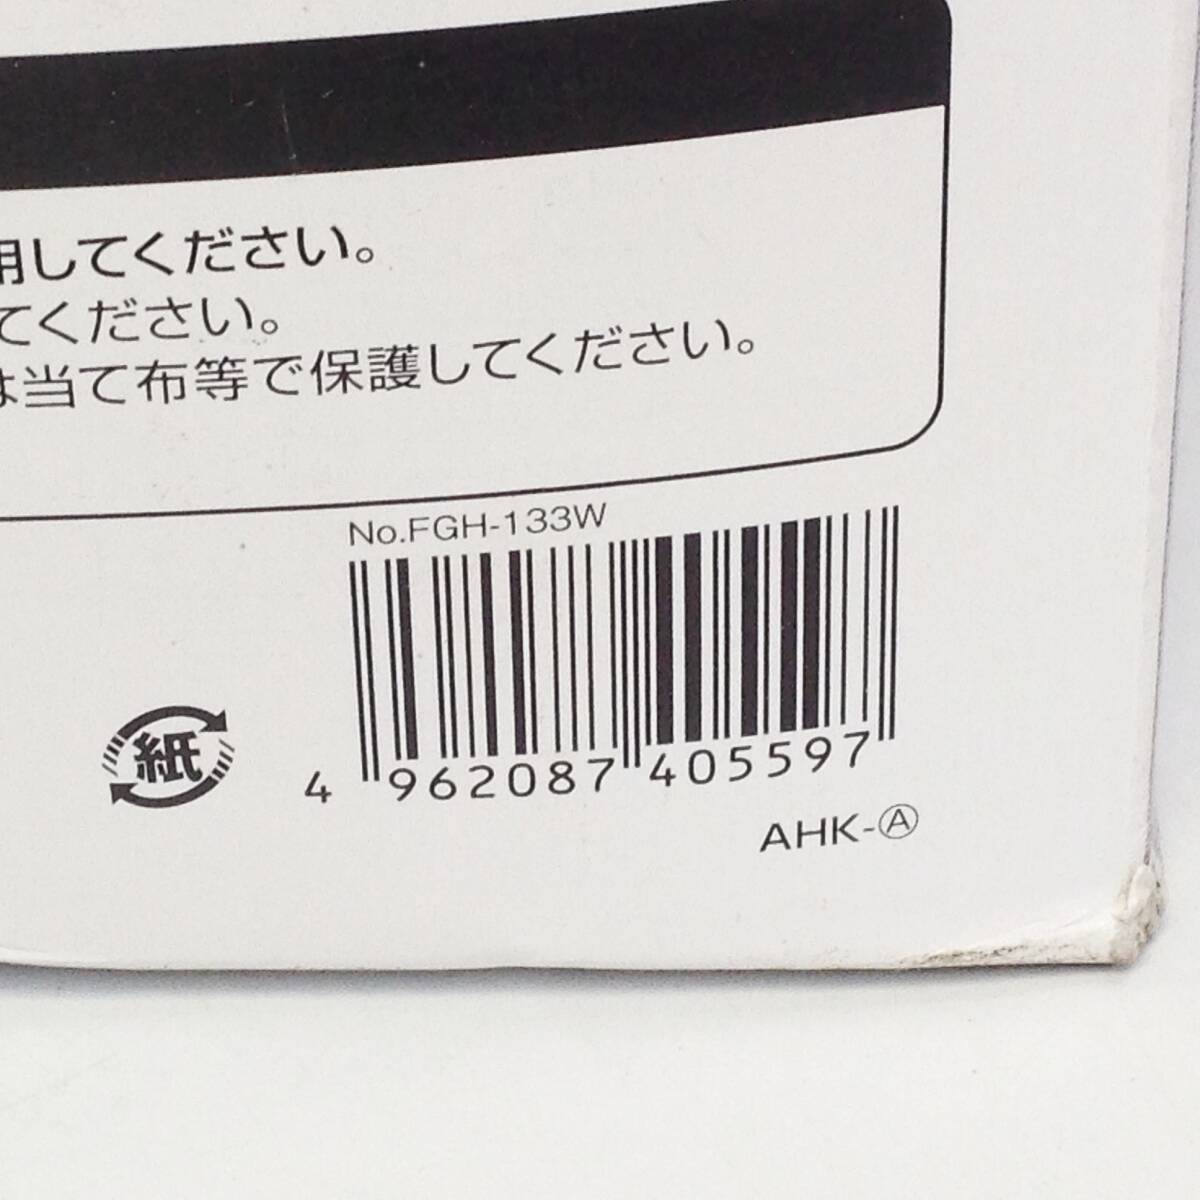 用してください。
てください。
は当て布等で保護してください。
No.FGH-133W
4 962087 405597
紙
AHK-Ⓐ